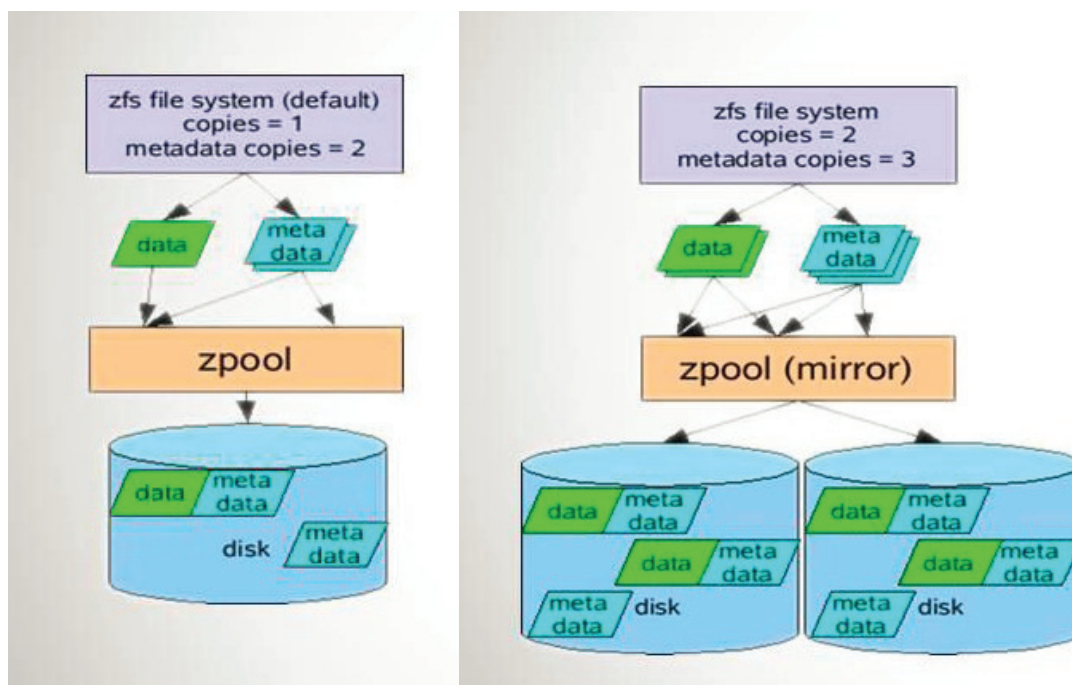 zfs file system (default)
copies = 1
metadata copies = 2
data
meta
data
zpool
data
meta
data
disk
meta
data
zfs file system
copies = 2
metadata copies = 3
data
meta
data
zpool (mirror)
data
meta
data
data
meta
data
meta
data
disk
data
meta
data
data
meta
data
meta
data
disk